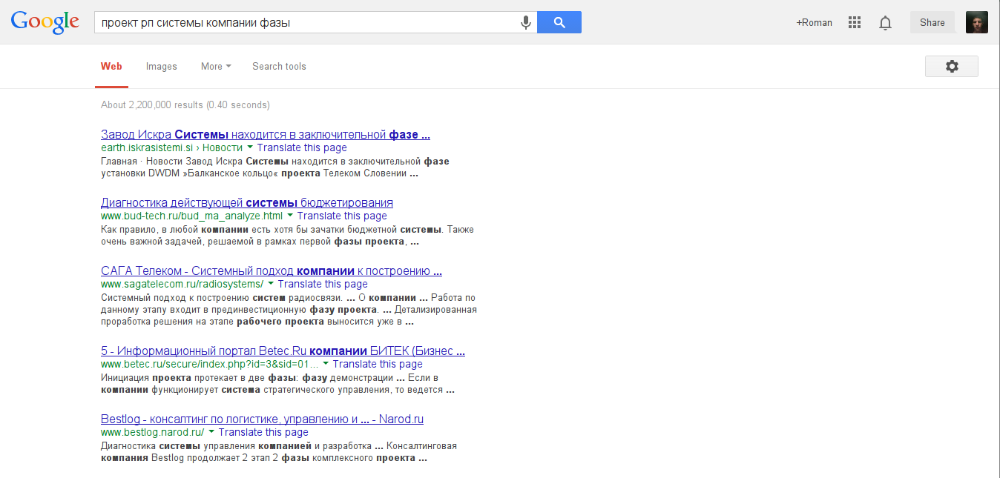 Google
проект рп системы компании фазы
+Roman
Share
Web Images More Search tools
About 2,200,000 results (0.40 seconds)
Завод Искра Системы находится в заключительной фазе ...
earth.iskrasistemi.si › Новости Translate this page
Главная · Новости Завод Искра Системы находится в заключительной фазе
установки DWDM »Балканское кольцо« проекта Телеком Словении ...
Диагностика действующей системы бюджетирования
www.bud-tech.ru/bud_ma_analyze.html Translate this page
Как правило, в любой компании есть хотя бы зачатки бюджетной системы. Также
очень важной задачей, решаемой в рамках первой фазы проекта, ...
САГА Телеком - Системный подход компании к построению ...
www.sagatelecom.ru/radiosystems/ Translate this page
Системный подход к построению систем радиосвязи. ... О компании ... Работа по
данному этапу входит в прединвестиционную фазу проекта. ... Детализированная
проработка решения на этапе рабочего проекта выносится уже в ...
5 - Информационный портал Betec.Ru компании БИТЕК (Бизнес ...
www.betec.ru/secure/index.php?id=3&sid=01... Translate this page
Инициация проекта протекает в две фазы: фазу демонстрации ... Если в
компании функционирует система стратегического управления, то ведется ...
Bestlog - консалтинг по логистике, управлению и ... - Narod.ru
www.bestlog.narod.ru/ Translate this page
Диагностика системы управления компанией и разработка ... Консалтинговая
компания Bestlog продолжает 2 этап 2 фазы комплексного проекта ...